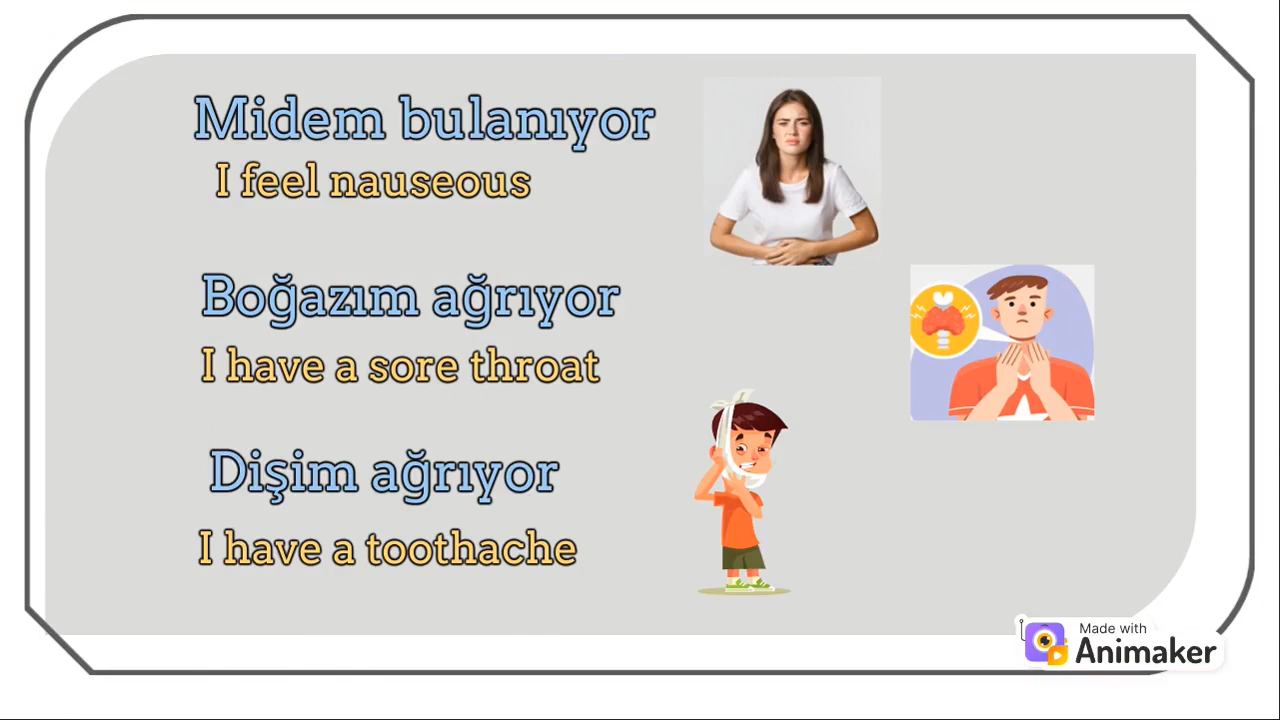 Midem bulanıyor
I feel nauseous
Boğazım ağrıyor
I have a sore throat
Dişim ağrıyor
I have a toothache
Made with
Animaker